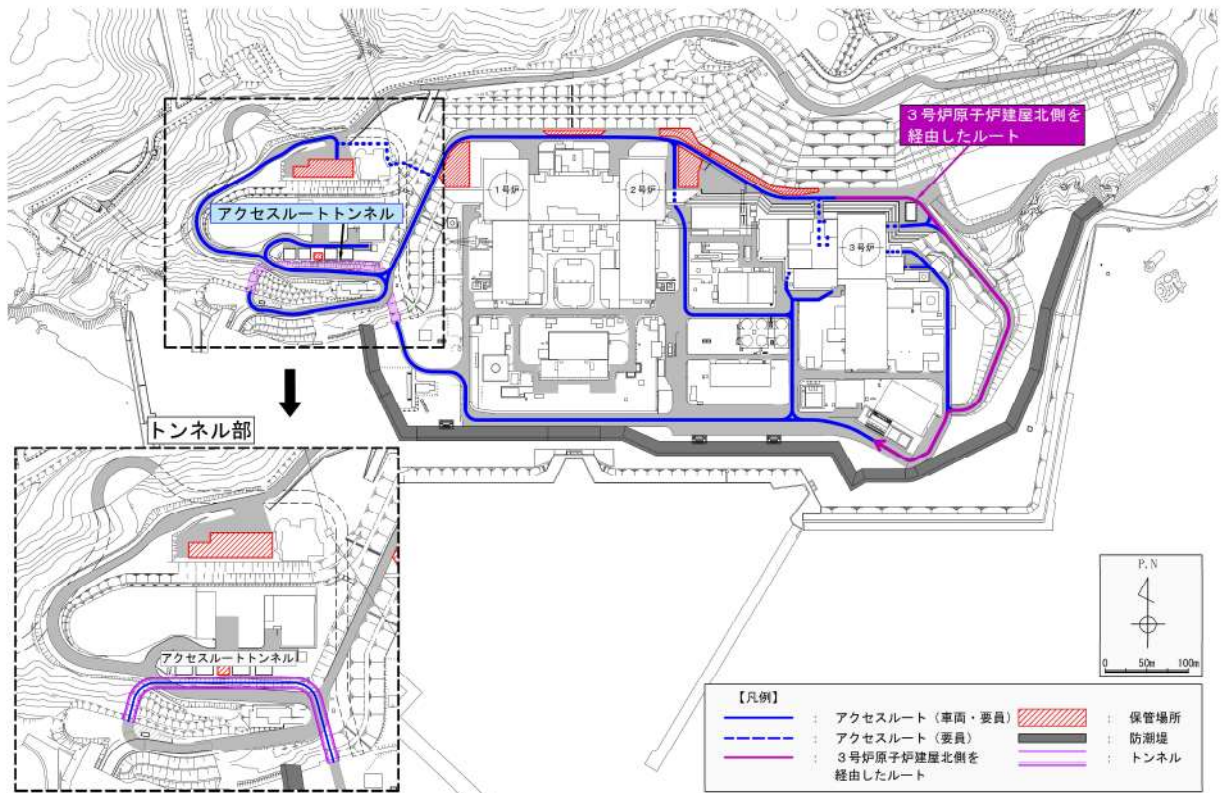 3号炉原子炉建屋北側を
経由したルート
1号炉
2号炉
アクセスルートトンネル
3号炉
トンネル部
アクセスルートトンネル
P.N
0 50m 100m
【凡例】
: アクセスルート(車両・要員)
: 保管場所
: アクセスルート(要員)
: 防潮堤
: 3号炉原子炉建屋北側を
経由したルート
: トンネル